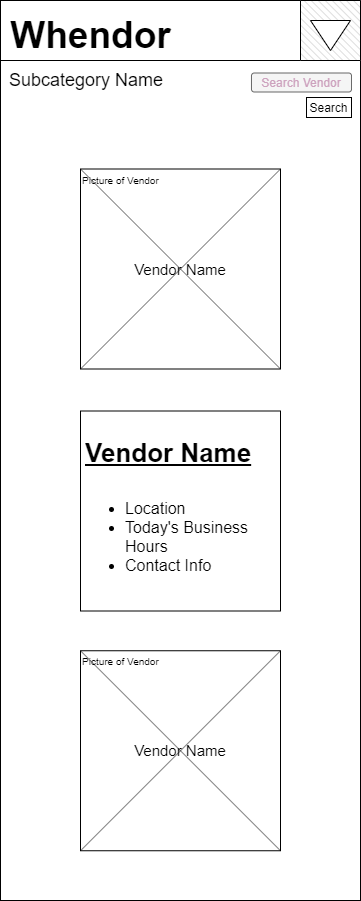 Whendor
Subcategory Name
Search Vendor
Search
Picture of Vendor
Vendor Name
Vendor Name
Location
Today's Business
Hours
Contact Info
Picture of Vendor
Vendor Name